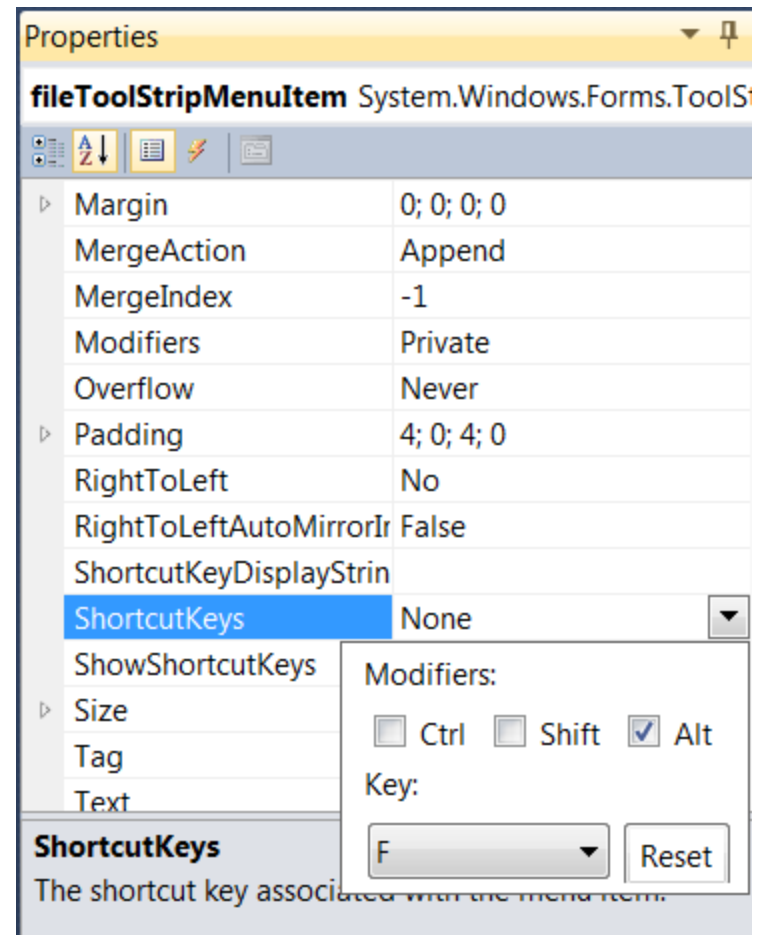 Properties
fileToolStripMenuItem System.Windows.Forms.ToolS
A
Z
Margin 0; 0; 0; 0
MergeAction Append
MergeIndex -1
Modifiers Private
Overflow Never
Padding 4; 0; 4; 0
RightToLeft No
RightToLeftAutoMirrorIr False
ShortcutKeyDisplayStrin
ShortcutKeys None
ShowShortcutKeys
Size
Tag
Text
Modifiers:
Ctrl Shift Alt
Key:
F Reset
ShortcutKeys
The shortcut key associated with the menu item.